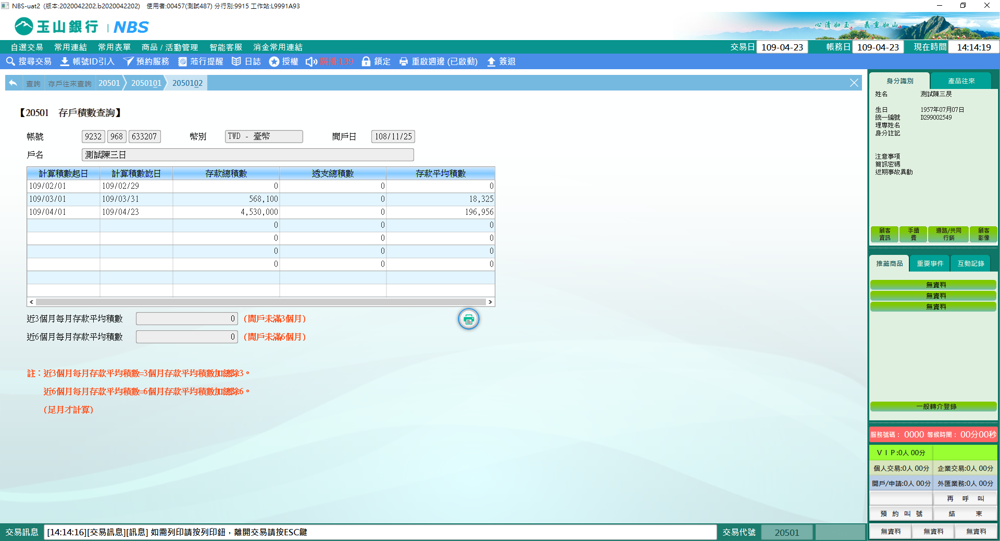 NBS-uat2 (版本:2020042202.b2020042202) 使用者:00457(測試487) 分行別:9915 工作站:L9991A93
玉山銀行 | NBS
心清如玉。義重如山。
自選交易 常用連結 常用表單 商品 / 活動管理 智能客服 消金常用連結 交易日 109-04-23 帳務日 109-04-23 現在時間 14:14:19
搜尋交易 帳號ID引入 預約服務 蒞行提醒 日誌 授權 廣播:139 鎖定 重啟週邊 (已啟動) 簽退
查詢 存戶往來查詢 20501 2050101 2050102
【20501 存戶積數查詢】
帳號 9232 968 633207 幣別 TWD - 臺幣 開戶日 108/11/25
戶名 測試陳三日
計算積數起日 計算積數訖日 存款總積數 透支總積數 存款平均積數
109/02/01 109/02/29 0 0 0
109/03/01 109/03/31 568,100 0 18,325
109/04/01 109/04/23 4,530,000 0 196,956
0 0 0
0 0 0
0 0 0
0 0 0
近3個月每月存款平均積數 0 (開戶未滿3個月)
近6個月每月存款平均積數 0 (開戶未滿6個月)
註：近3個月每月存款平均積數=3個月存款平均積數加總除3。
近6個月每月存款平均積數=6個月存款平均積數加總除6。
(足月才計算)
身分識別 產品往來
姓名 測試陳三昃
生日 1957年07月07日
統一編號 D299002549
理專姓名
身分註記
注意事項
簡訊密碼
近期事故異動
顧客資訊 手續費 通路/共同行銷 顧客影像
推薦商品 重要事件 互動記錄
無資料
無資料
無資料
一般轉介登錄
服務號碼： 0000 等候時間： 00分00秒
ＶＩＰ:0人 00分
個人交易:0人 00分 企業交易:0人 00分
開戶/申請:0人 00分 外匯業務:0人 00分
再 呼 叫
預 約 叫 號 結 束
無資料 無資料 無資料
交易訊息 [14:14:16][交易訊息][訊息] 如需列印請按列印鈕，離開交易請按ESC鍵 交易代號 20501